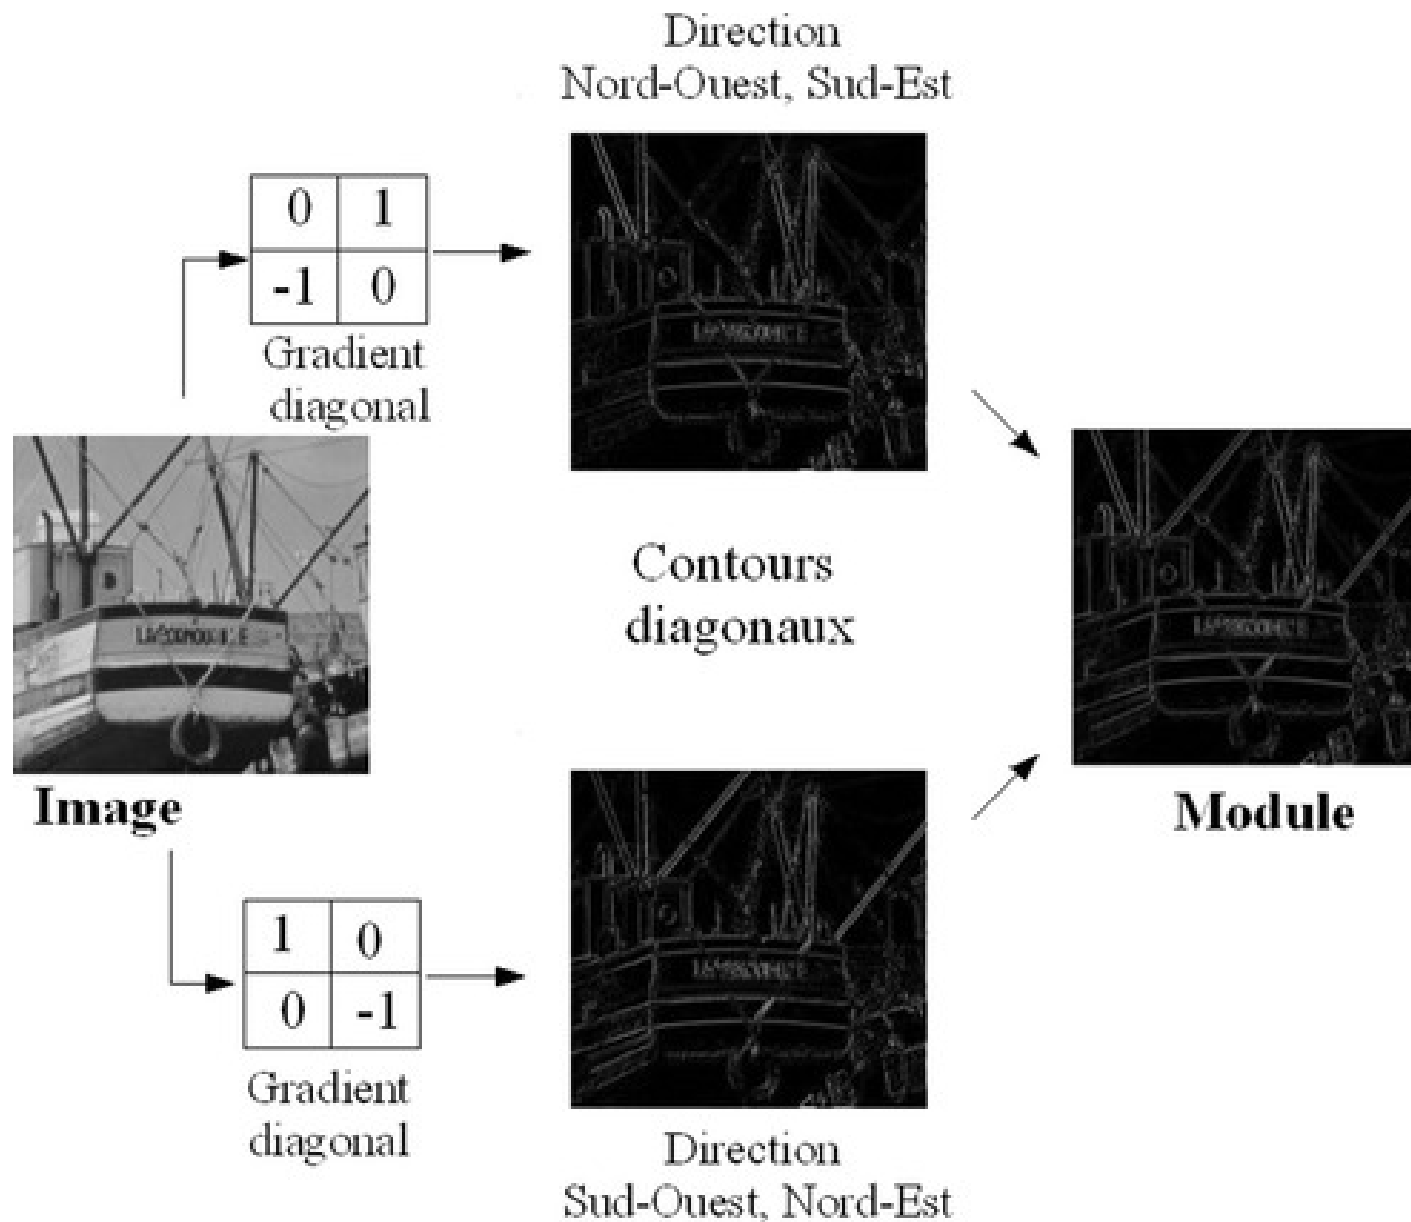 Direction
Nord-Ouest, Sud-Est
0 1
-1 0
Gradient
diagonal
Contours
diagonaux
Image
Module
1 0
0 -1
Gradient
diagonal
Direction
Sud-Ouest, Nord-Est